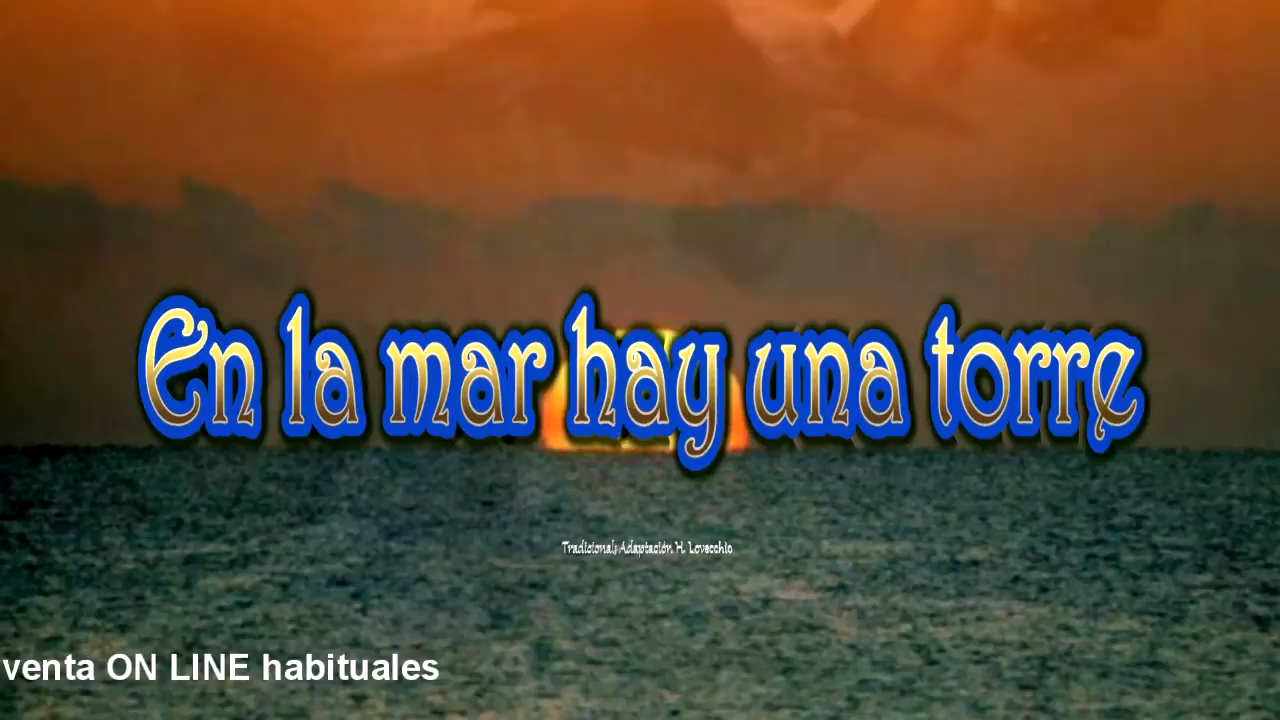 En la mar hay una torre
Tradicional; Adaptación H. Lovecchio
venta ON LINE habituales